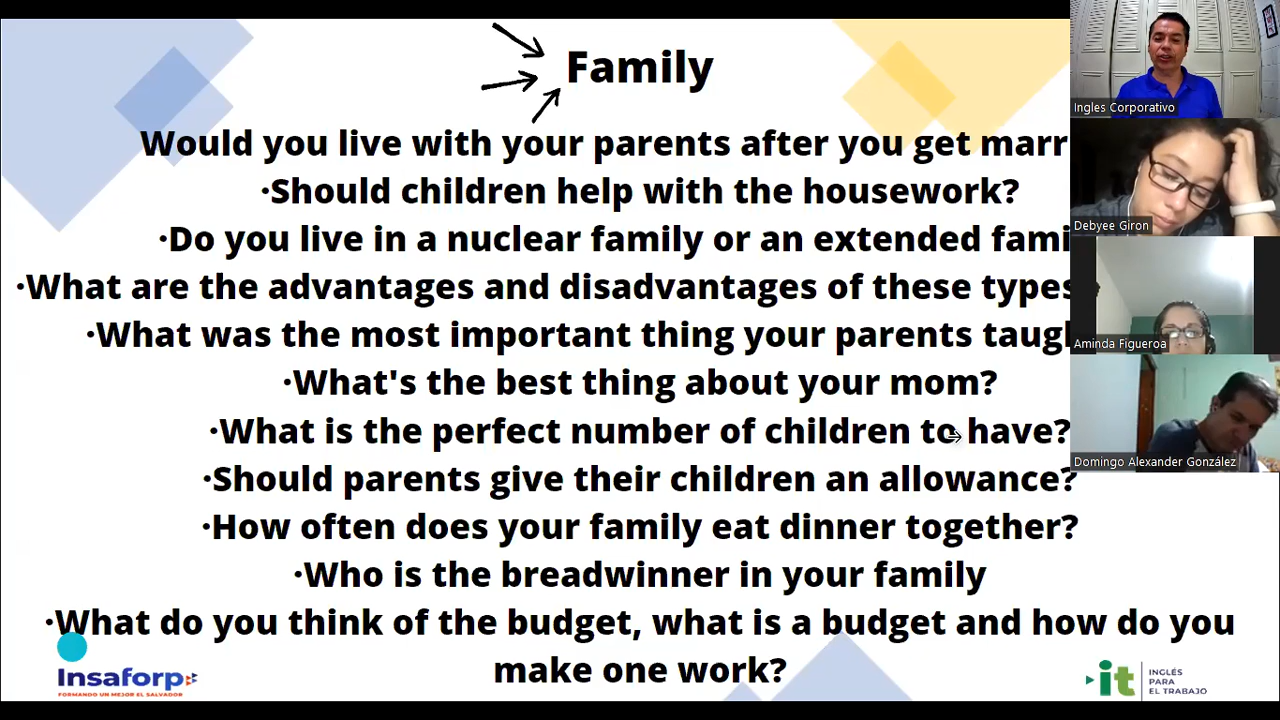 Family
Would you live with your parents after you get marr
·Should children help with the housework?
·Do you live in a nuclear family or an extended fami
·What are the advantages and disadvantages of these types
·What was the most important thing your parents taugh
·What's the best thing about your mom?
·What is the perfect number of children to have?
·Should parents give their children an allowance?
·How often does your family eat dinner together?
·Who is the breadwinner in your family
·What do you think of the budget, what is a budget and how do you
make one work?
Insaforp
FORMANDO UN MEJOR EL SALVADOR
it
INGLÉS
PARA
EL TRABAJO
Ingles Corporativo
Debyee Giron
Aminda Figueroa
Domingo Alexander González